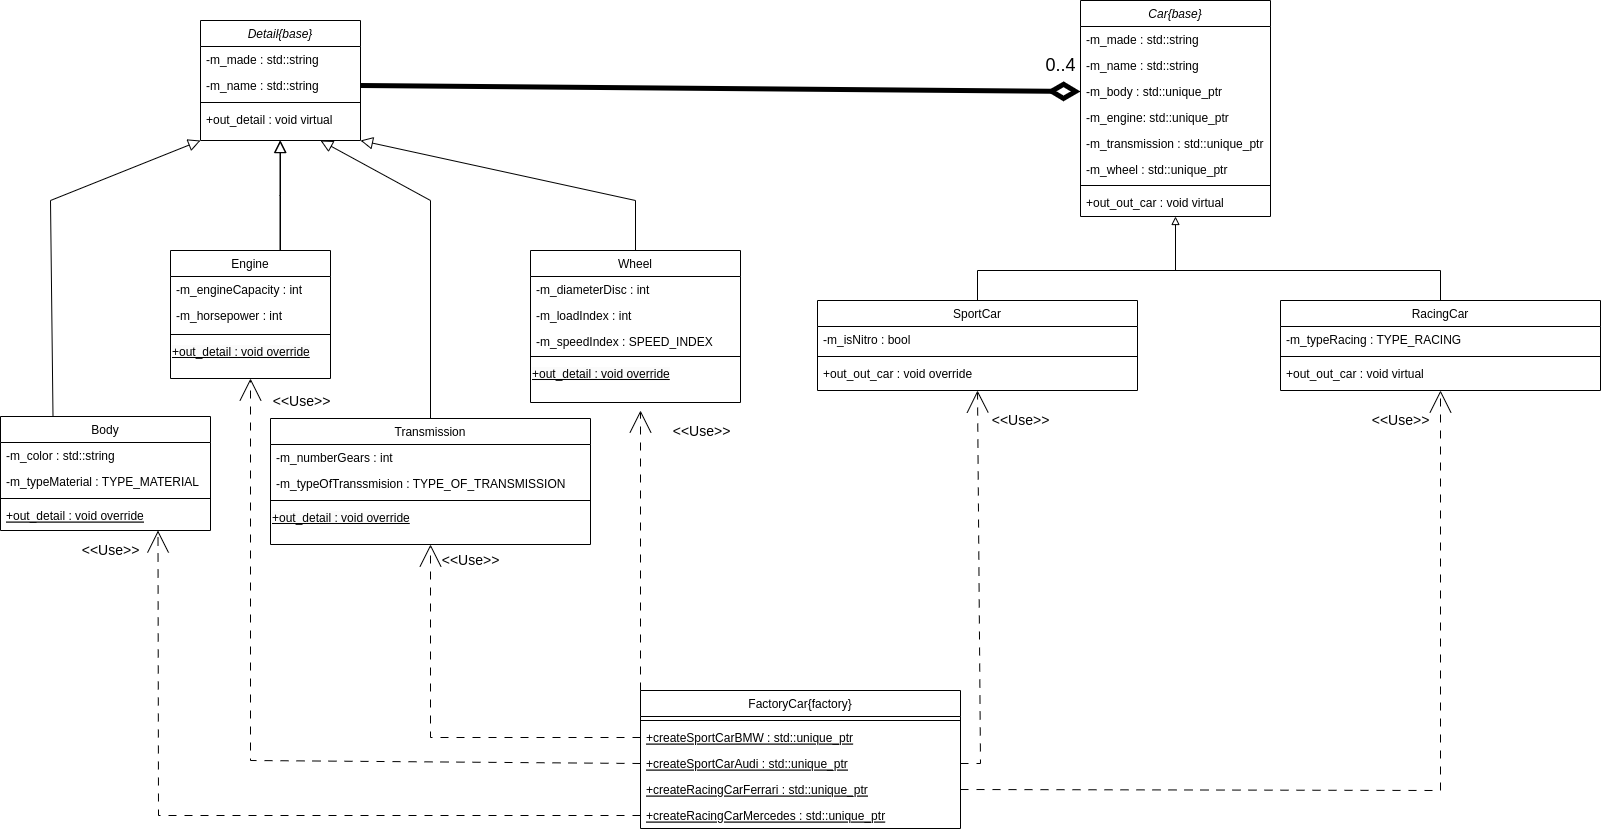 Detail{base}
-m_made : std::string
-m_name : std::string
+out_detail : void virtual
Car{base}
-m_made : std::string
-m_name : std::string
-m_body : std::unique_ptr
-m_engine: std::unique_ptr
-m_transmission : std::unique_ptr
-m_wheel : std::unique_ptr
+out_out_car : void virtual
0..4
Engine
-m_engineCapacity : int
-m_horsepower : int
+out_detail : void override
<<Use>>
Wheel
-m_diameterDisc : int
-m_loadIndex : int
-m_speedIndex : SPEED_INDEX
+out_detail : void override
<<Use>>
SportCar
-m_isNitro : bool
+out_out_car : void override
<<Use>>
RacingCar
-m_typeRacing : TYPE_RACING
+out_out_car : void virtual
<<Use>>
Body
-m_color : std::string
-m_typeMaterial : TYPE_MATERIAL
+out_detail : void override
<<Use>>
Transmission
-m_numberGears : int
-m_typeOfTranssmision : TYPE_OF_TRANSMISSION
+out_detail : void override
<<Use>>
FactoryCar{factory}
+createSportCarBMW : std::unique_ptr
+createSportCarAudi : std::unique_ptr
+createRacingCarFerrari : std::unique_ptr
+createRacingCarMercedes : std::unique_ptr